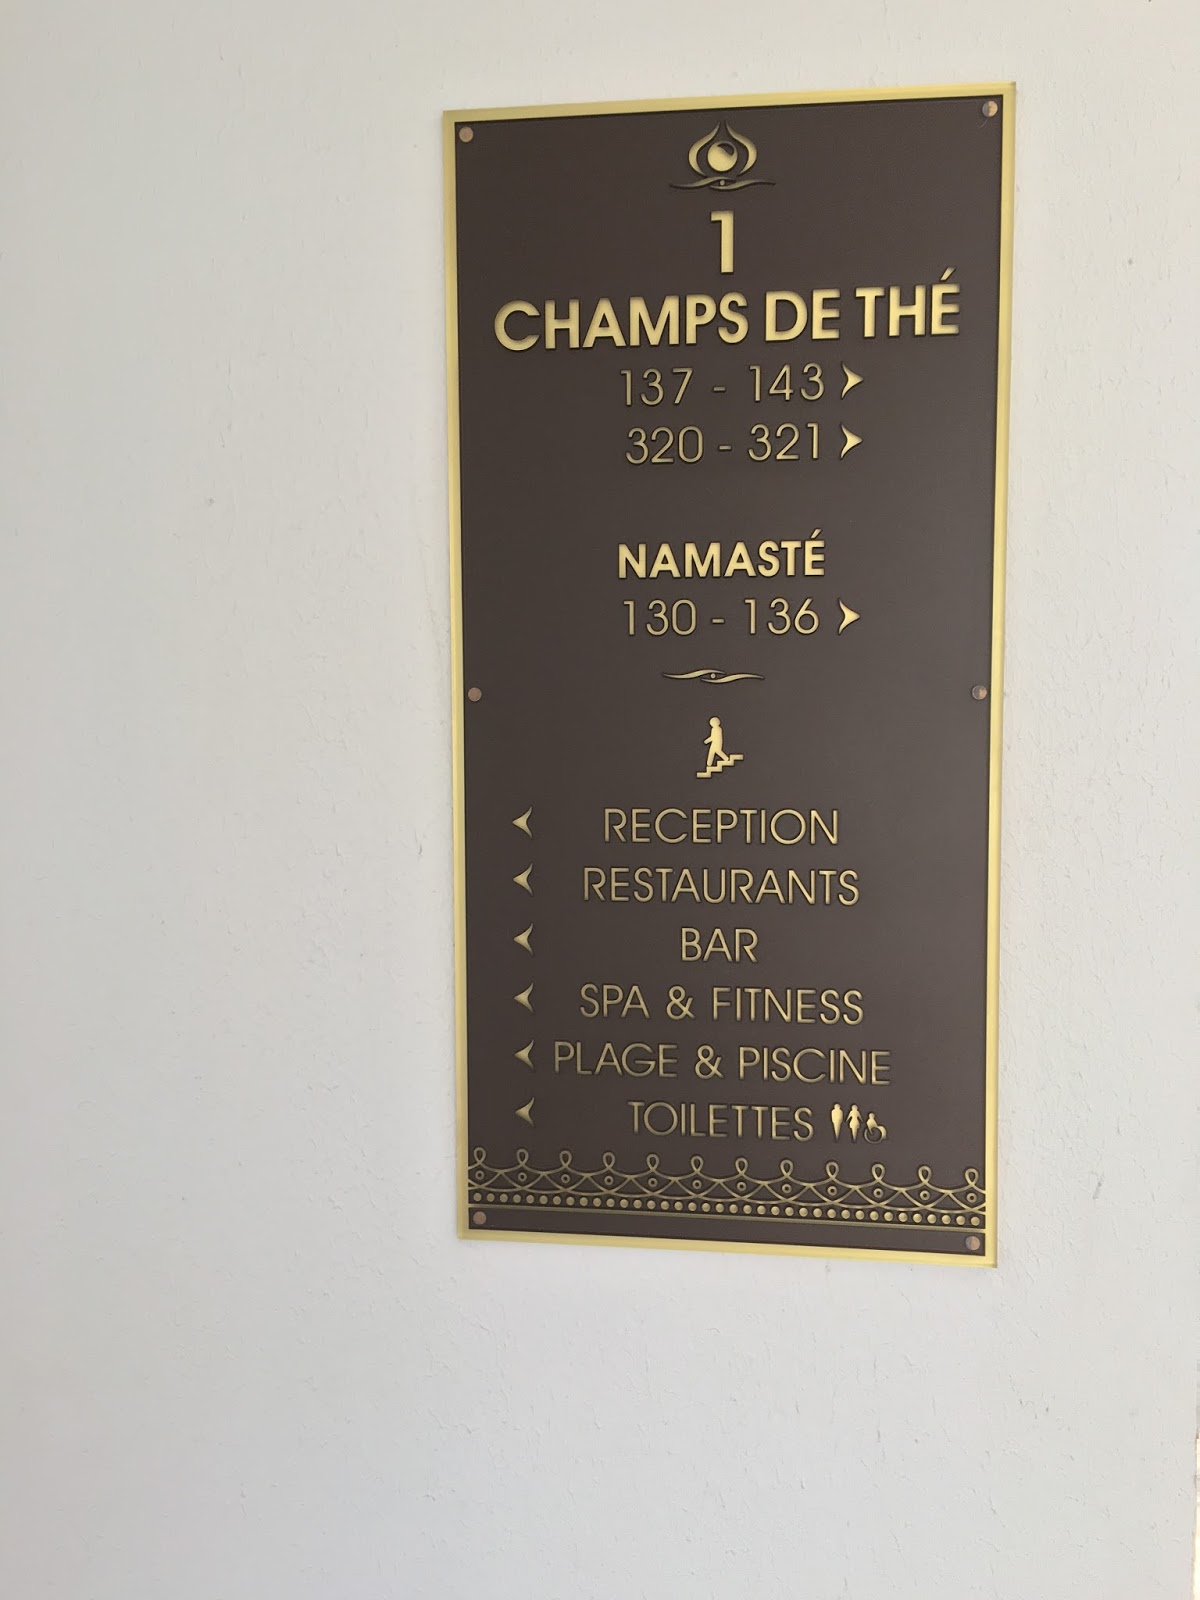 1
CHAMPS DE THÉ
137 - 143
320 - 321
NAMASTÉ
130 - 136
RECEPTION
RESTAURANTS
BAR
SPA & FITNESS
PLAGE & PISCINE
TOILETTES